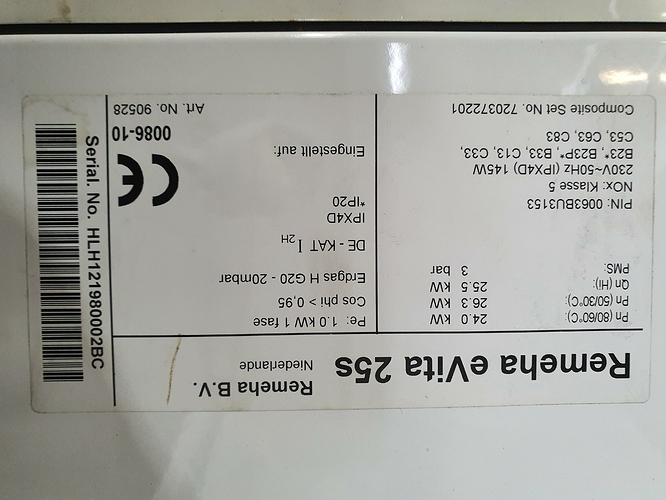 Remeha eVita 25s
Remeha B.V.
Niederlande
Pn (80/60°C): 24.0 kW
Pn (50/30°C): 26.3 kW
Qn (Hi): 25.5 kW
PMS: 3 bar
PIN: 0063BU3153
NOx: Klasse 5
230V~50Hz (IPX4D) 145W
B23*, B23P*, B33, C13, C33,
C53, C63, C83
Composite Set No. 720372201
Pe: 1.0 kW 1 fase
Cos phi > 0,95
Erdgas H G20 - 20mbar
DE - KAT I 2H
IPX4D
*IP20
Eingestellt auf:
CE
0086-10
Art. No. 90528
Serial. No. HLH121980002BC